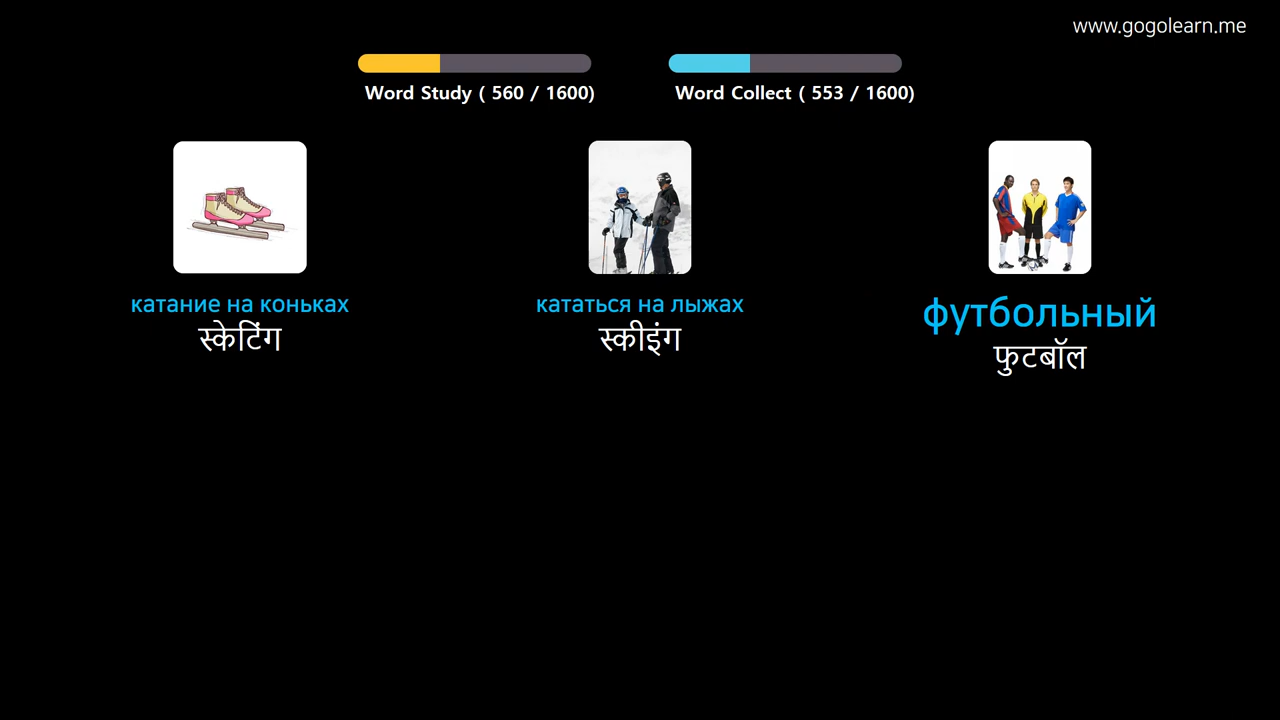 www.gogolearn.me
Word Study ( 560 / 1600)
Word Collect ( 553 / 1600)
катание на коньках
स्केटिंग
кататься на лыжах
स्कीइंग
футбольный
फुटबॉल